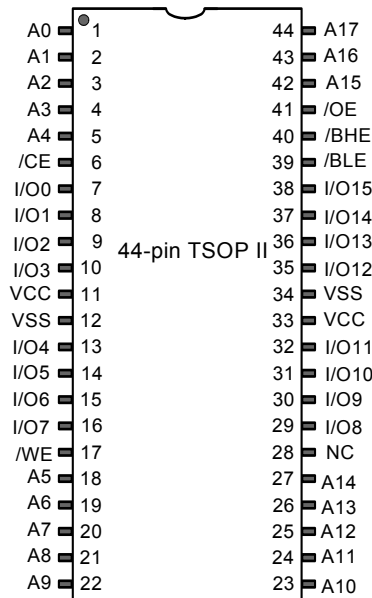 A0 1 44 A17
A1 2 43 A16
A2 3 42 A15
A3 4 41 /OE
A4 5 40 /BHE
/CE 6 39 /BLE
I/O0 7 38 I/O15
I/O1 8 37 I/O14
I/O2 9 36 I/O13
44-pin TSOP II
I/O3 10 35 I/O12
VCC 11 34 VSS
VSS 12 33 VCC
I/O4 13 32 I/O11
I/O5 14 31 I/O10
I/O6 15 30 I/O9
I/O7 16 29 I/O8
/WE 17 28 NC
A5 18 27 A14
A6 19 26 A13
A7 20 25 A12
A8 21 24 A11
A9 22 23 A10